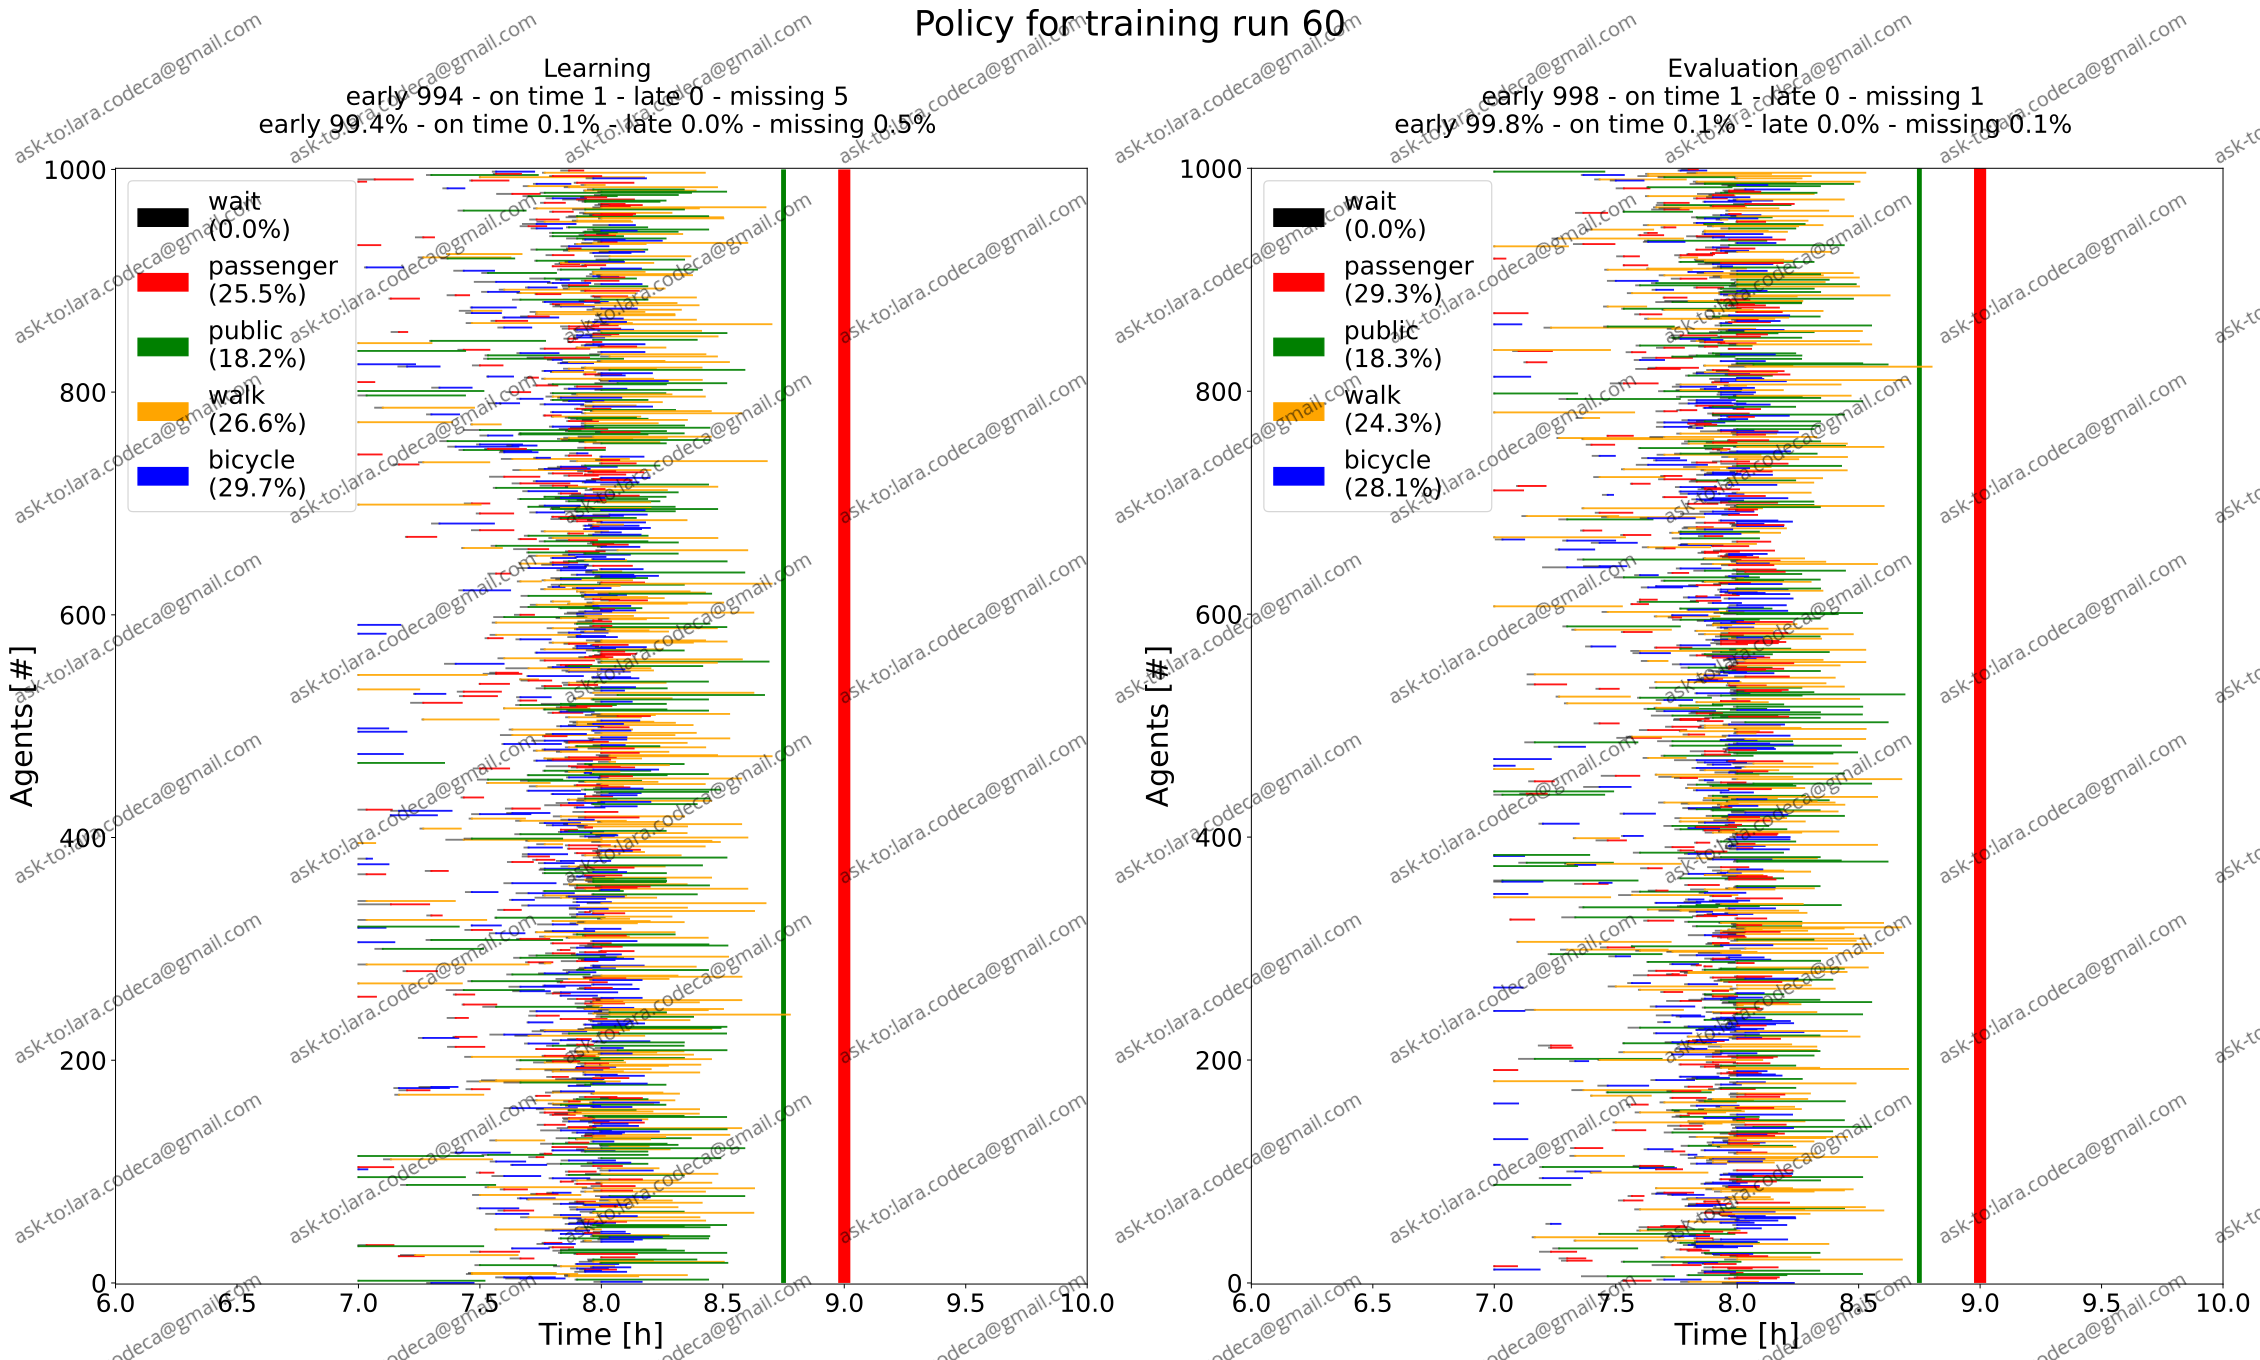 Policy for training run 60
Learning
early 994 - on time 1 - late 0 - missing 5
early 99.4% - on time 0.1% - late 0.0% - missing 0.5%
Agents [#]
1000
800
600
400
200
0
wait
(0.0%)
passenger
(25.5%)
public
(18.2%)
walk
(26.6%)
bicycle
(29.7%)
6.0 6.5 7.0 7.5 8.0 8.5 9.0 9.5 10.0
Time [h]
Evaluation
early 998 - on time 1 - late 0 - missing 1
early 99.8% - on time 0.1% - late 0.0% - missing 0.1%
Agents [#]
1000
800
600
400
200
0
wait
(0.0%)
passenger
(29.3%)
public
(18.3%)
walk
(24.3%)
bicycle
(28.1%)
6.0 6.5 7.0 7.5 8.0 8.5 9.0 9.5 10.0
Time [h]
ask-to:lara.codeca@gmail.com